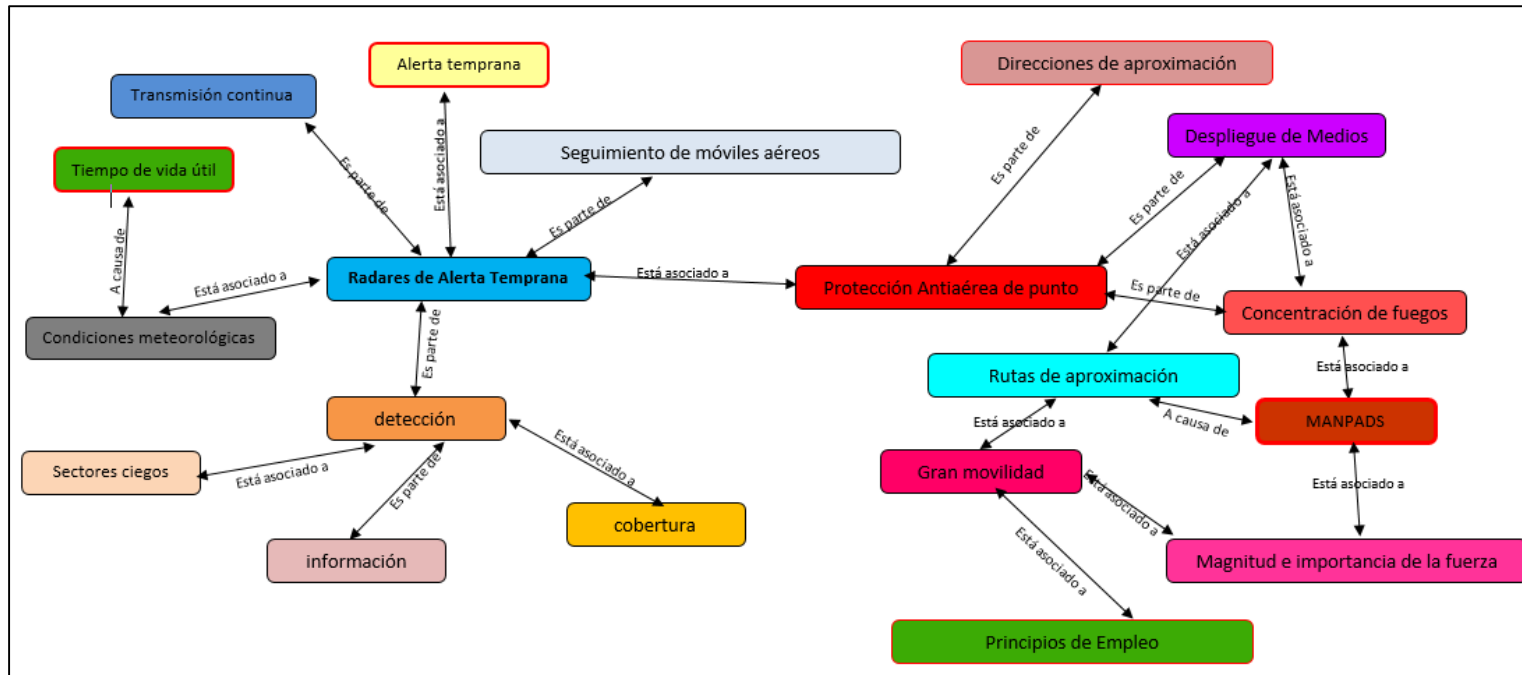 Alerta temprana
Direcciones de aproximación
Transmisión continua
Despliegue de Medios
Seguimiento de móviles aéreos
Tiempo de vida útil
Es parte de
Está asociado a
Es parte de
Es parte de
Es parte de
Está asociado a
Está asociado a
A causa de
Está asociado a
Radares de Alerta Temprana
Está asociado a
Protección Antiaérea de punto
Es parte de
Concentración de fuegos
Condiciones meteorológicas
Es parte de
Está asociado a
Rutas de aproximación
detección
Está asociado a
A causa de
MANPADS
Sectores ciegos
Está asociado a
Es parte de
Está asociado a
Gran movilidad
Está asociado a
Está asociado a
cobertura
información
Está asociado a
Magnitud e importancia de la fuerza
Principios de Empleo